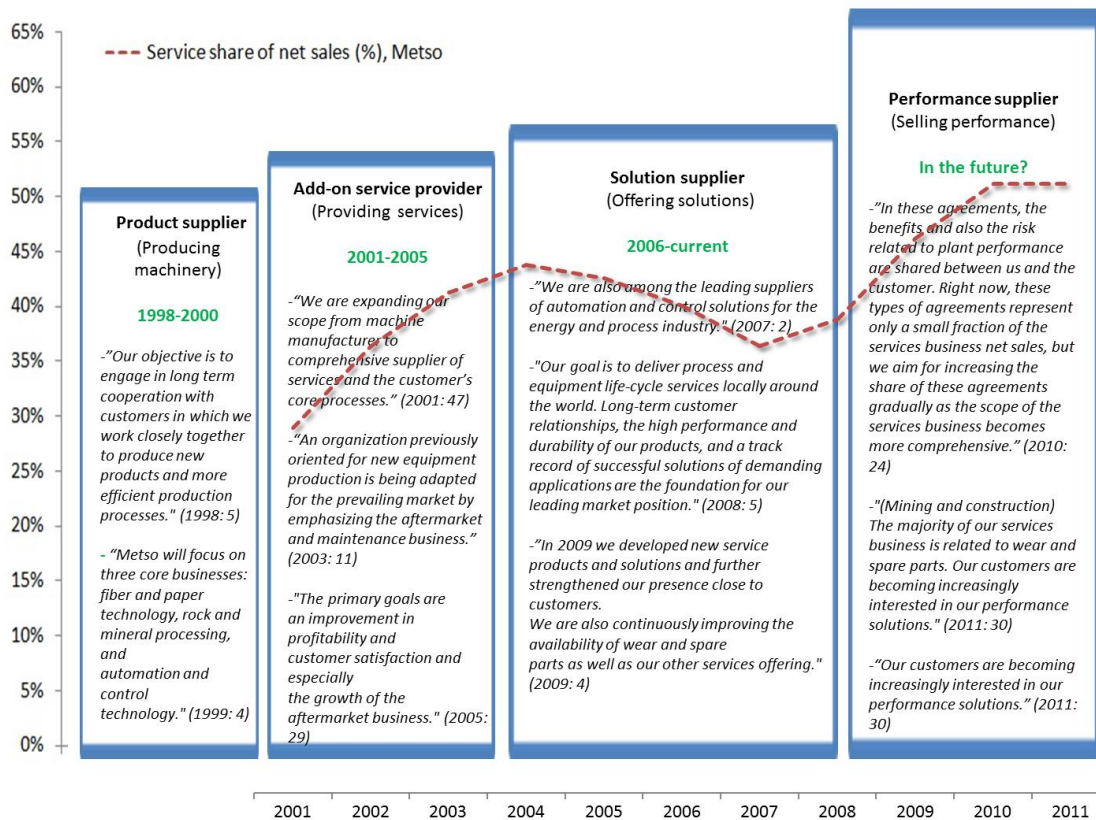 65%
60%
55%
50%
45%
40%
35%
30%
25%
20%
15%
10%
5%
0%
Service share of net sales (%), Metso
Product supplier
(Producing
machinery)
1998-2000
-”Our objective is to
engage in long term
cooperation with
customers in which we
work closely together
to produce new
products and more
efficient production
processes." (1998: 5)
- “Metso will focus on
three core businesses:
fiber and paper
technology, rock and
mineral processing,
and
automation and
control
technology." (1999: 4)
Add-on service provider
(Providing services)
2001-2005
-“We are expanding our
scope from machine
manufacturer to
comprehensive supplier of
services and the customer’s
core processes.” (2001: 47)
-“An organization previously
oriented for new equipment
production is being adapted
for the prevailing market by
emphasizing the aftermarket
and maintenance business.”
(2003: 11)
-"The primary goals are
an improvement in
profitability and
customer satisfaction and
especially
the growth of the
aftermarket business." (2005:
29)
Solution supplier
(Offering solutions)
2006-current
-”We are also among the leading suppliers
of automation and control solutions for the
energy and process industry." (2007: 2)
-"Our goal is to deliver process and
equipment life-cycle services locally around
the world. Long-term customer
relationships, the high performance and
durability of our products, and a track
record of successful solutions of demanding
applications are the foundation for our
leading market position." (2008: 5)
-”In 2009 we developed new service
products and solutions and further
strengthened our presence close to
customers.
We are also continuously improving the
availability of wear and spare
parts as well as our other services offering."
(2009: 4)
Performance supplier
(Selling performance)
In the future?
-”In these agreements, the
benefits and also the risk
related to plant performance
are shared between us and the
customer. Right now, these
types of agreements represent
only a small fraction of the
services business net sales, but
we aim for increasing the
share of these agreements
gradually as the scope of the
services business becomes
more comprehensive.” (2010:
24)
-"(Mining and construction)
The majority of our services
business is related to wear and
spare parts. Our customers are
becoming increasingly
interested in our performance
solutions." (2011: 30)
-“Our customers are becoming
increasingly interested in our
performance solutions.” (2011:
30)
2001 2002 2003 2004 2005 2006 2007 2008 2009 2010 2011